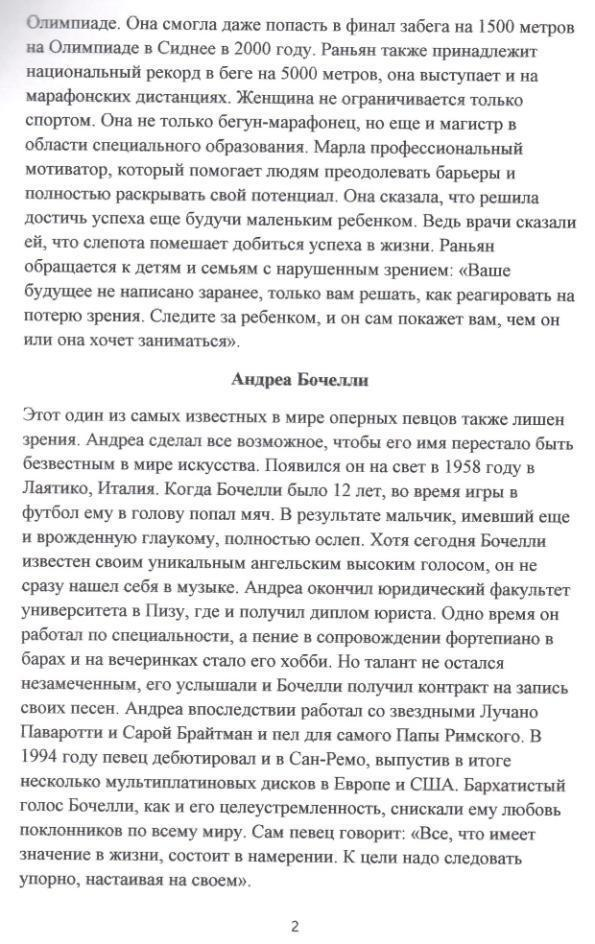 Олимпиаде. Она смогла даже попасть в финал забега на 1500 метров
на Олимпиаде в Сиднее в 2000 году. Раньян также принадлежит
национальный рекорд в беге на 5000 метров, она выступает и на
марафонских дистанциях. Женщина не ограничивается только
спортом. Она не только бегун-марафонец, но еще и магистр в
области специального образования. Марла профессиональный
мотиватор, который помогает людям преодолевать барьеры и
полностью раскрывать свой потенциал. Она сказала, что решила
достичь успеха еще будучи маленьким ребенком. Ведь врачи сказали
ей, что слепота помешает добиться успеха в жизни. Раньян
обращается к детям и семьям с нарушенным зрением: «Ваше
будущее не написано заранее, только вам решать, как реагировать на
потерю зрения. Следите за ребенком, и он сам покажет вам, чем он
или она хочет заниматься».
Андреа Бочелли
Этот один из самых известных в мире оперных певцов также лишен
зрения. Андреа сделал все возможное, чтобы его имя перестало быть
безвестным в мире искусства. Появился он на свет в 1958 году в
Лаятико, Италия. Когда Бочелли было 12 лет, во время игры в
футбол ему в голову попал мяч. В результате мальчик, имевший еще
и врожденную глаукому, полностью ослеп. Хотя сегодня Бочелли
известен своим уникальным ангельским высоким голосом, он не
сразу нашел себя в музыке. Андреа окончил юридический факультет
университета в Пизу, где и получил диплом юриста. Одно время он
работал по специальности, а пение в сопровождении фортепиано в
барах и на вечеринках стало его хобби. Но талант не остался
незамеченным, его услышали и Бочелли получил контракт на запись
своих песен. Андреа впоследствии работал со звездными Лучано
Паваротти и Сарой Брайтман и пел для самого Папы Римского. В
1994 году певец дебютировал и в Сан-Ремо, выпустив в итоге
несколько мультиплатиновых дисков в Европе и США. Бархатистый
голос Бочелли, как и его целеустремленность, снискали ему любовь
поклонников по всему миру. Сам певец говорит: «Все, что имеет
значение в жизни, состоит в намерении. К цели надо следовать
упорно, настаивая на своем».
2